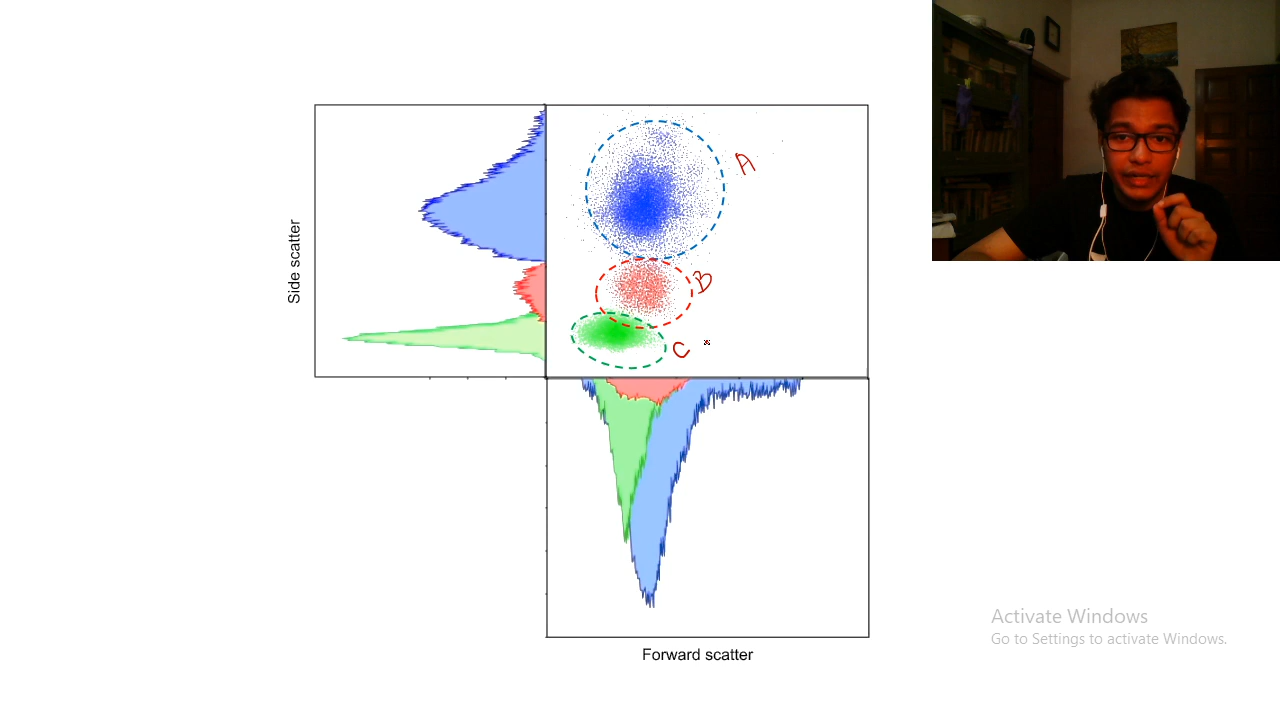 Side scatter
A
B
C
Forward scatter
Activate Windows
Go to Settings to activate Windows.